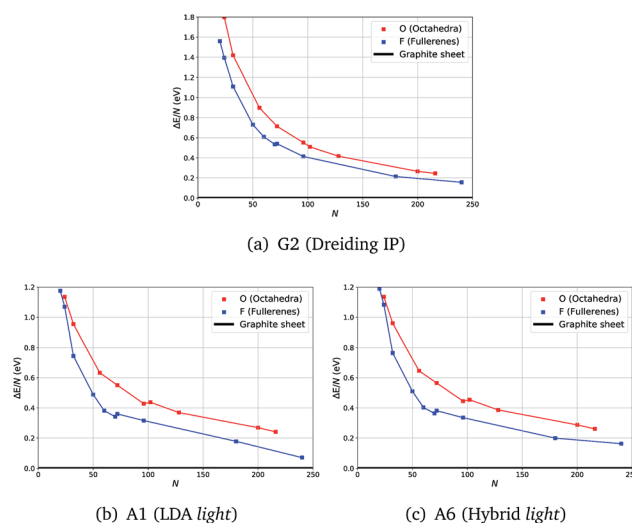 1.8
1.6
1.4
1.2
1.0
0.8
0.6
0.4
0.2
0.0
ΔE/N (eV)
O (Octahedra)
F (Fullerenes)
Graphite sheet
0 50 100 150 200 250
N
(a) G2 (Dreiding IP)
1.2
1.0
0.8
0.6
0.4
0.2
0.0
ΔE/N (eV)
O (Octahedra)
F (Fullerenes)
Graphite sheet
0 50 100 150 200 250
N
(b) A1 (LDA light)
1.2
1.0
0.8
0.6
0.4
0.2
0.0
ΔE/N (eV)
O (Octahedra)
F (Fullerenes)
Graphite sheet
0 50 100 150 200 250
N
(c) A6 (Hybrid light)